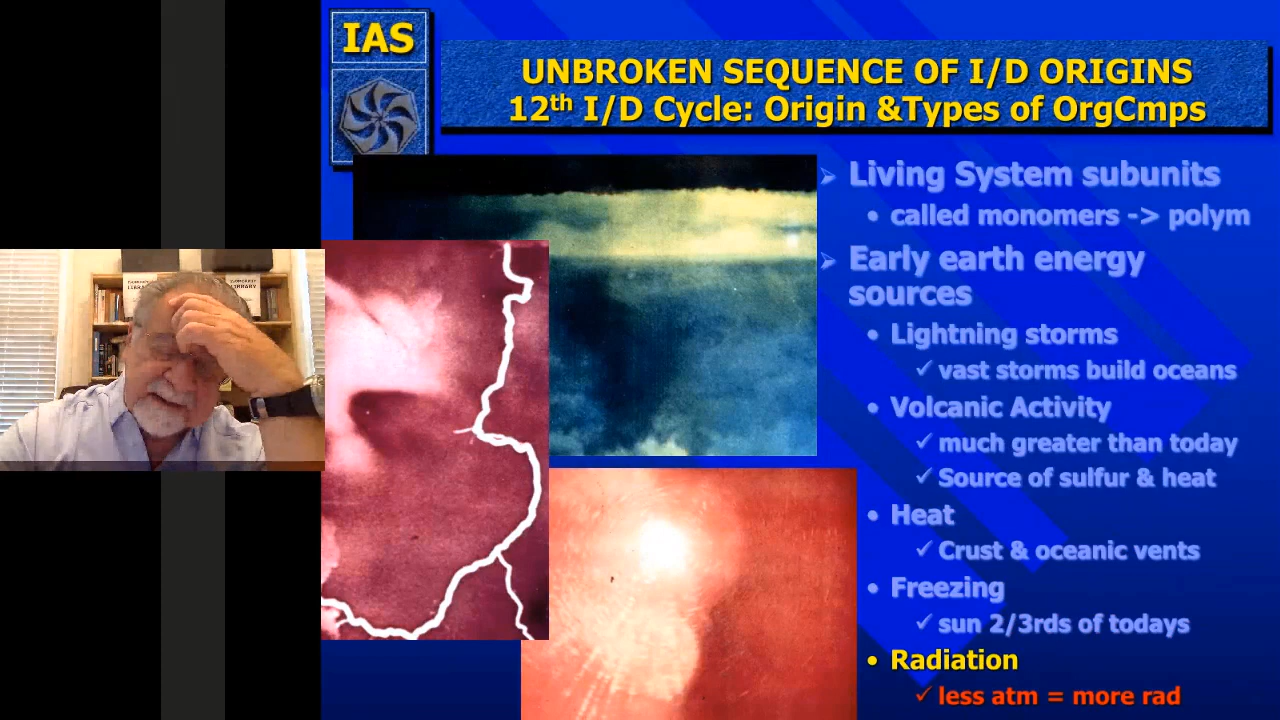 IAS
UNBROKEN SEQUENCE OF I/D ORIGINS
12th I/D Cycle: Origin &Types of OrgCmps
Living System subunits
called monomers -> polym
Early earth energy
sources
Lightning storms
vast storms build oceans
Volcanic Activity
much greater than today
Source of sulfur & heat
Heat
Crust & oceanic vents
Freezing
sun 2/3rds of todays
Radiation
less atm = more rad